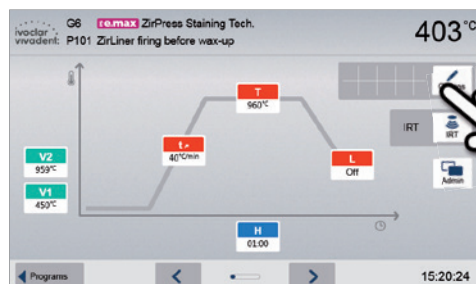 ivoclar
vivadent:
G6 IPS e.max ZirPress Staining Tech.
P101 ZirLiner firing before wax-up
403°C
T
960°C
t↗
40°C/min
IRT
IRT
V2
959°C
L
Off
Admin
V1
450°C
H
01:00
Programs
15:20:24